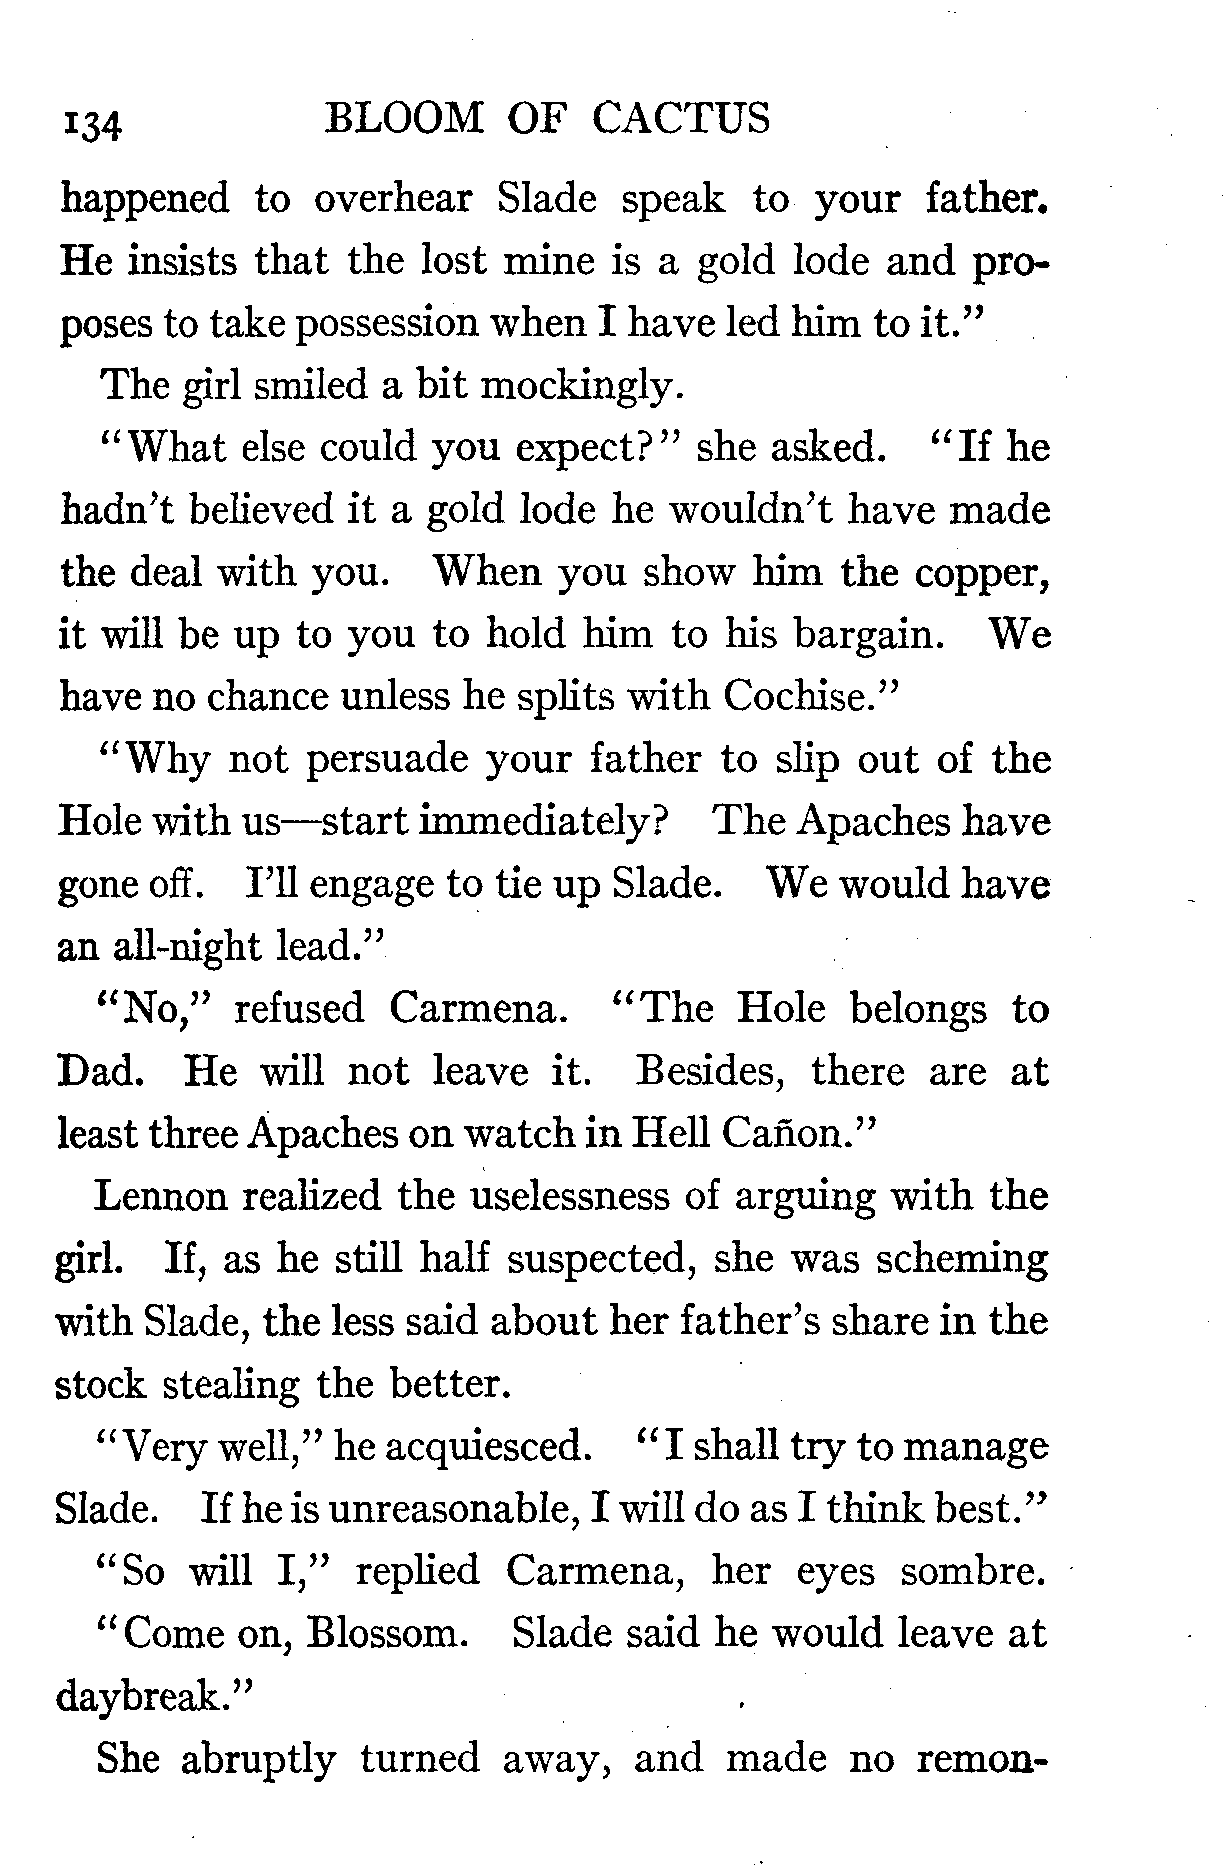 134 BLOOM OF CACTUS
happened to overhear Slade speak to your father.
He insists that the lost mine is a gold lode and pro-
poses to take possession when I have led him to it.”
The girl smiled a bit mockingly.
“What else could you expect?” she asked. “If he
hadn’t believed it a gold lode he wouldn’t have made
the deal with you. When you show him the copper,
it will be up to you to hold him to his bargain. We
have no chance unless he splits with Cochise.”
“Why not persuade your father to slip out of the
Hole with us—start immediately? The Apaches have
gone off. I’ll engage to tie up Slade. We would have
an all-night lead.”
“No,” refused Carmena. “The Hole belongs to
Dad. He will not leave it. Besides, there are at
least three Apaches on watch in Hell Cañon.”
Lennon realized the uselessness of arguing with the
girl. If, as he still half suspected, she was scheming
with Slade, the less said about her father’s share in the
stock stealing the better.
“Very well,” he acquiesced. “I shall try to manage
Slade. If he is unreasonable, I will do as I think best.”
“So will I,” replied Carmena, her eyes sombre.
“Come on, Blossom. Slade said he would leave at
daybreak.”
She abruptly turned away, and made no remon-